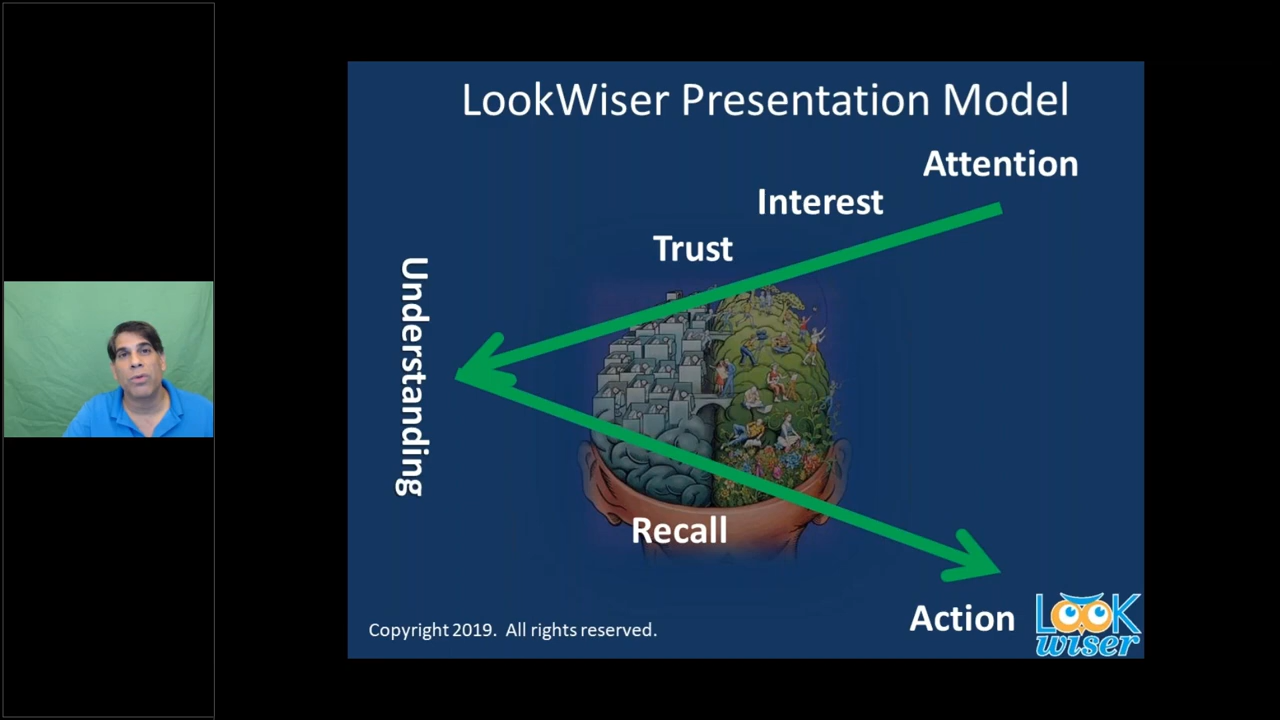 LookWiser Presentation Model
Attention
Interest
Trust
Understanding
Recall
Action
Copyright 2019.  All rights reserved.
LooK
wiser